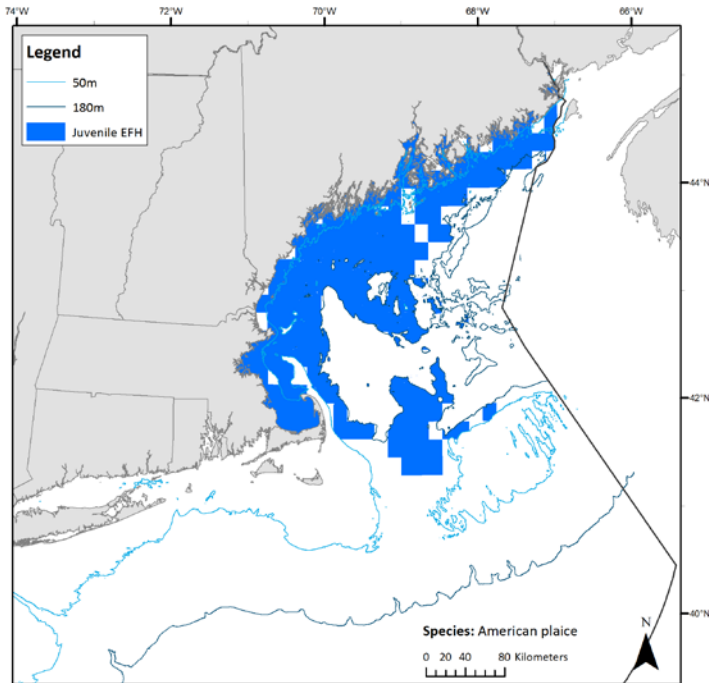 74°W 72°W 70°W 68°W 66°W
Legend
50m
180m
Juvenile EFH
44°N
42°N
40°N
N
Species: American plaice
0 20 40 80 Kilometers